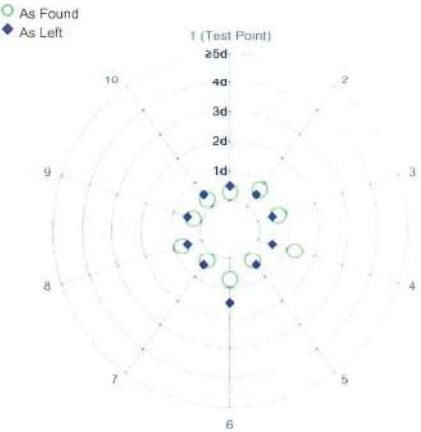 As Found
As Left
1 (Test Point)
≥5d
4d
3d
2d
1d
2
3
4
5
6
7
8
9
10